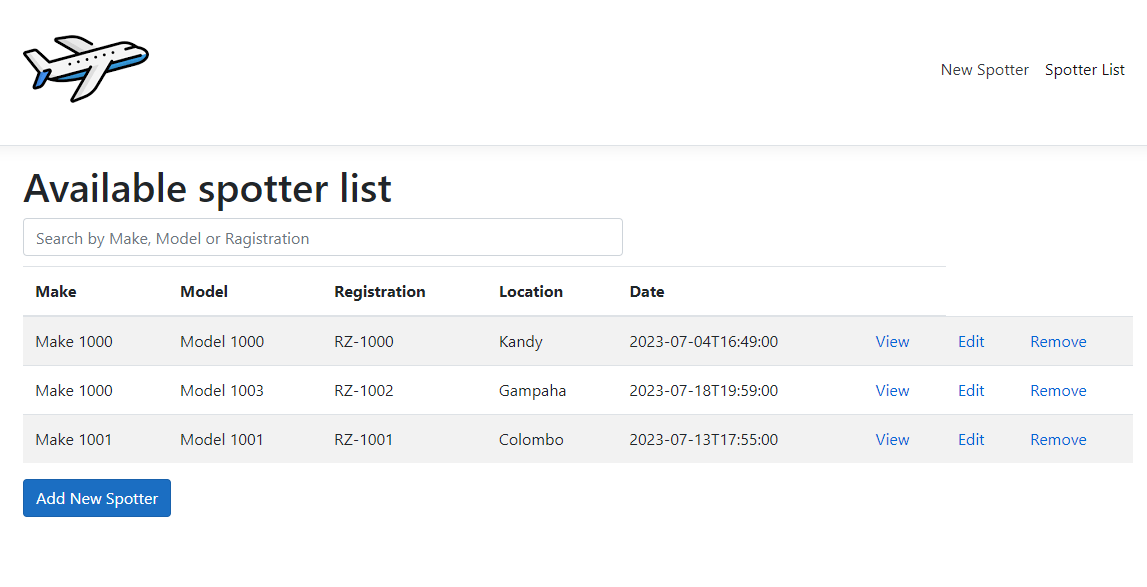 New Spotter Spotter List
Available spotter list
Search by Make, Model or Ragistration
Make Model Registration Location Date
Make 1000 Model 1000 RZ-1000 Kandy 2023-07-04T16:49:00 View Edit Remove
Make 1000 Model 1003 RZ-1002 Gampaha 2023-07-18T19:59:00 View Edit Remove
Make 1001 Model 1001 RZ-1001 Colombo 2023-07-13T17:55:00 View Edit Remove
Add New Spotter